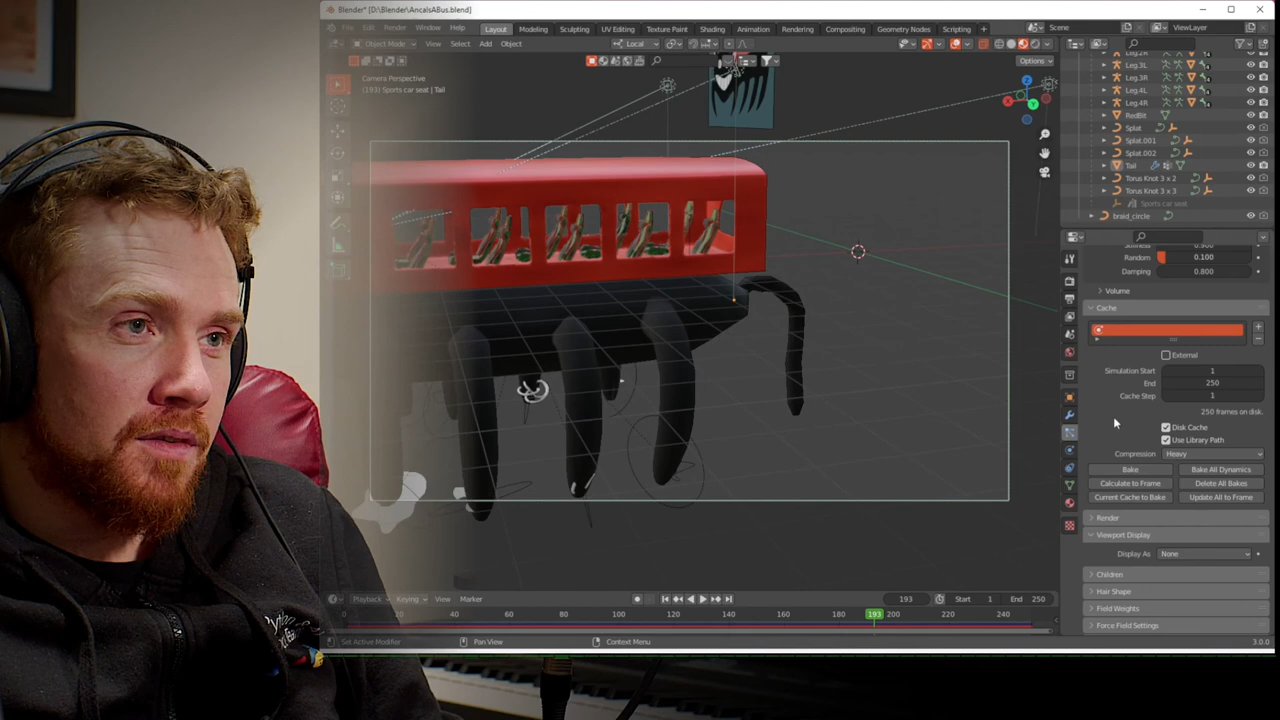 Blender* [D:\Blender\AncaisABus.blend]
File Edit Render Window Help Layout Modeling Sculpting UV Editing Texture Paint Shading Animation Rendering Compositing Geometry Nodes Scripting + Scene ViewLayer
Object Mode View Select Add Object Local
Options
Camera Perspective
(193) Sports car seat | Tail
Leg.2R
Leg.3L
Leg.3R
Leg.4L
Leg.4R
RedBit
Splat
Splat.001
Splat.002
Tail
Torus Knot 3 x 2
Torus Knot 3 x 3
Sports car seat
braid_circle
Stiffness 0.900
Random 0.100
Damping 0.800
Volume
Cache
External
Simulation Start 1
End 250
Cache Step 1
250 frames on disk.
Disk Cache
Use Library Path
Compression Heavy
Bake Bake All Dynamics
Calculate to Frame Delete All Bakes
Current Cache to Bake Update All to Frame
Render
Viewport Display
Display As None
Children
Hair Shape
Field Weights
Force Field Settings
Playback Keying View Marker 193 Start 1 End 250
0 20 40 60 80 100 120 140 160 180 193 200 220 240
Set Active Modifier Pan View Context Menu 3.0.0